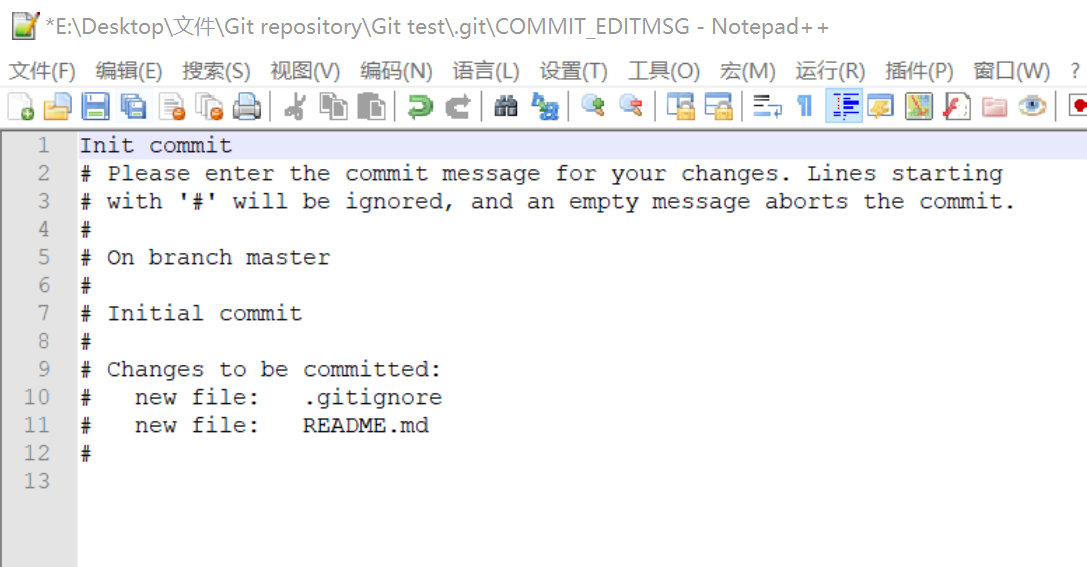 *E:\Desktop\文件\Git repository\Git test\.git\COMMIT_EDITMSG - Notepad++
文件(F) 编辑(E) 搜索(S) 视图(V) 编码(N) 语言(L) 设置(T) 工具(O) 宏(M) 运行(R) 插件(P) 窗口(W) ?
1 Init commit
2 # Please enter the commit message for your changes. Lines starting
3 # with '#' will be ignored, and an empty message aborts the commit.
4 #
5 # On branch master
6 #
7 # Initial commit
8 #
9 # Changes to be committed:
10 #   new file:   .gitignore
11 #   new file:   README.md
12 #
13